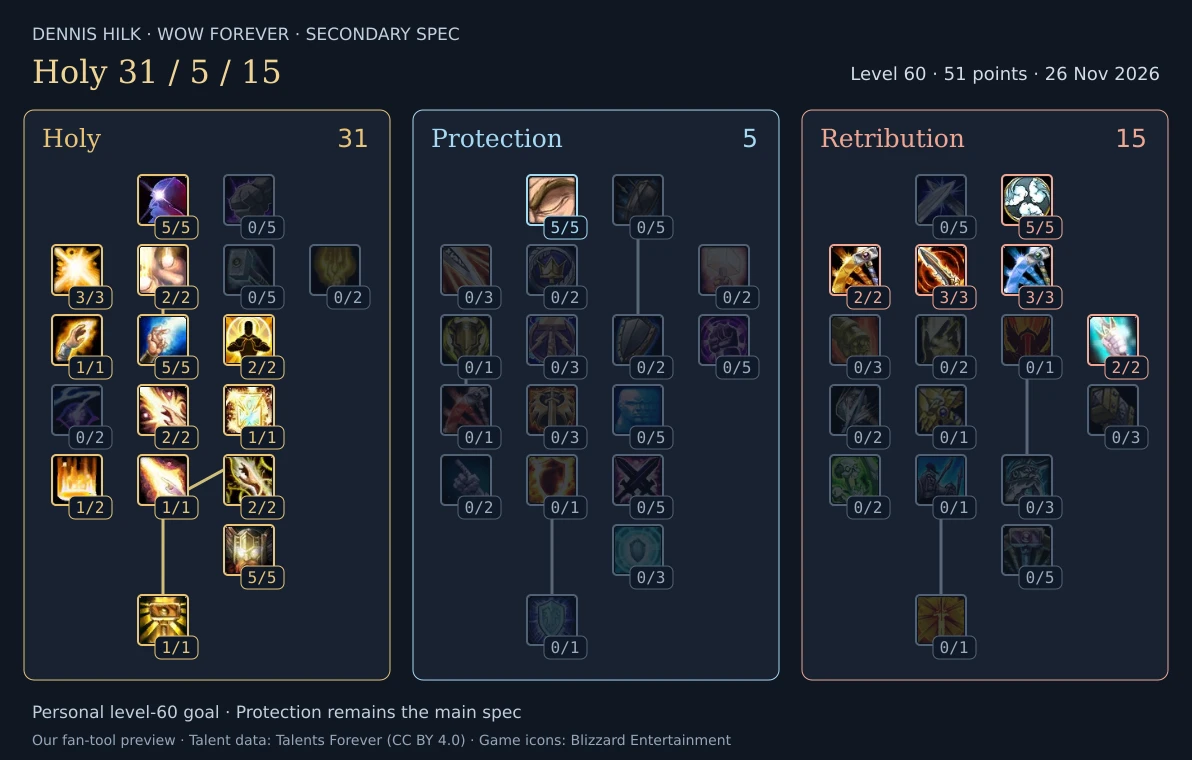 DENNIS HILK · WOW FOREVER · SECONDARY SPEC
Holy 31 / 5 / 15
Level 60 · 51 points · 26 Nov 2026
Holy 31
5/5 0/5
3/3 2/2 0/5 0/2
1/1 5/5 2/2
0/2 2/2 1/1
1/2 1/1 2/2
5/5
1/1
Protection 5
5/5 0/5
0/3 0/2 0/2
0/1 0/3 0/2 0/5
0/1 0/3 0/5
0/2 0/1 0/5
0/3
0/1
Retribution 15
0/5 5/5
2/2 3/3 3/3
0/3 0/2 0/1 2/2
0/2 0/1 0/3
0/2 0/1 0/3
0/5
0/1
Personal level-60 goal · Protection remains the main spec
Our fan-tool preview · Talent data: Talents Forever (CC BY 4.0) · Game icons: Blizzard Entertainment